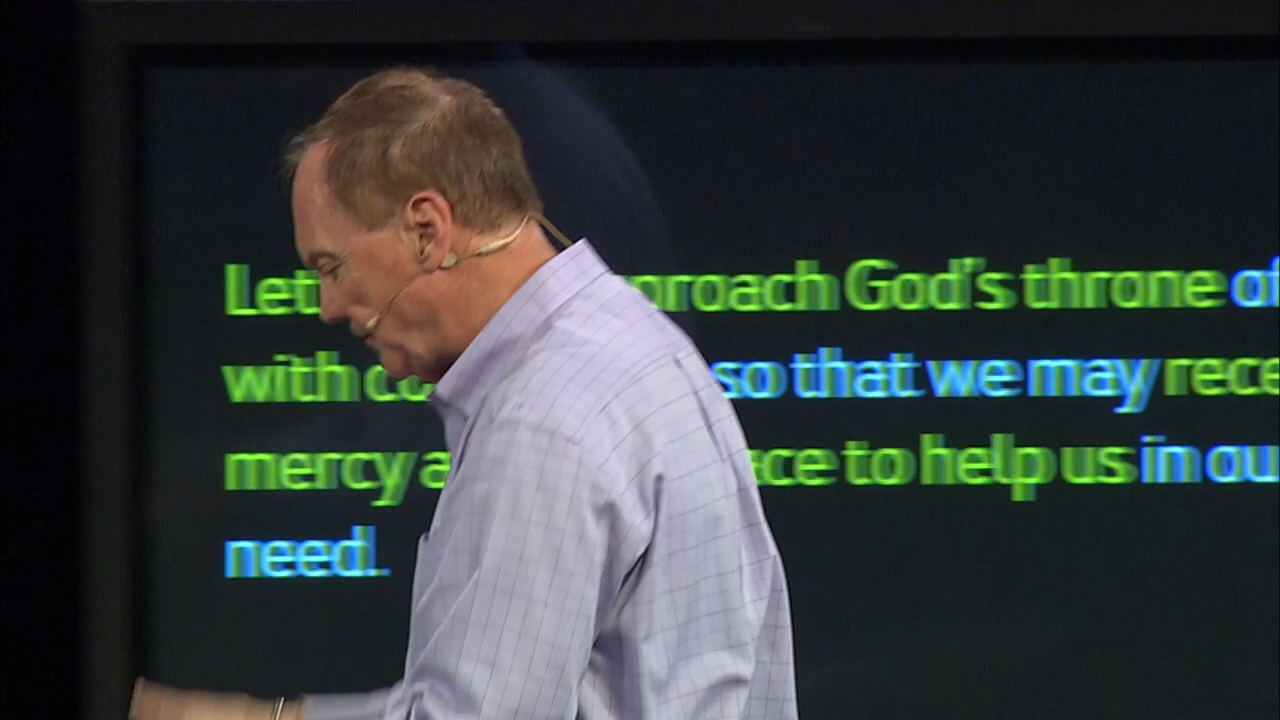 Let proach God's throne of
with co so that we may rece
mercy a ace to help us in ou
need.